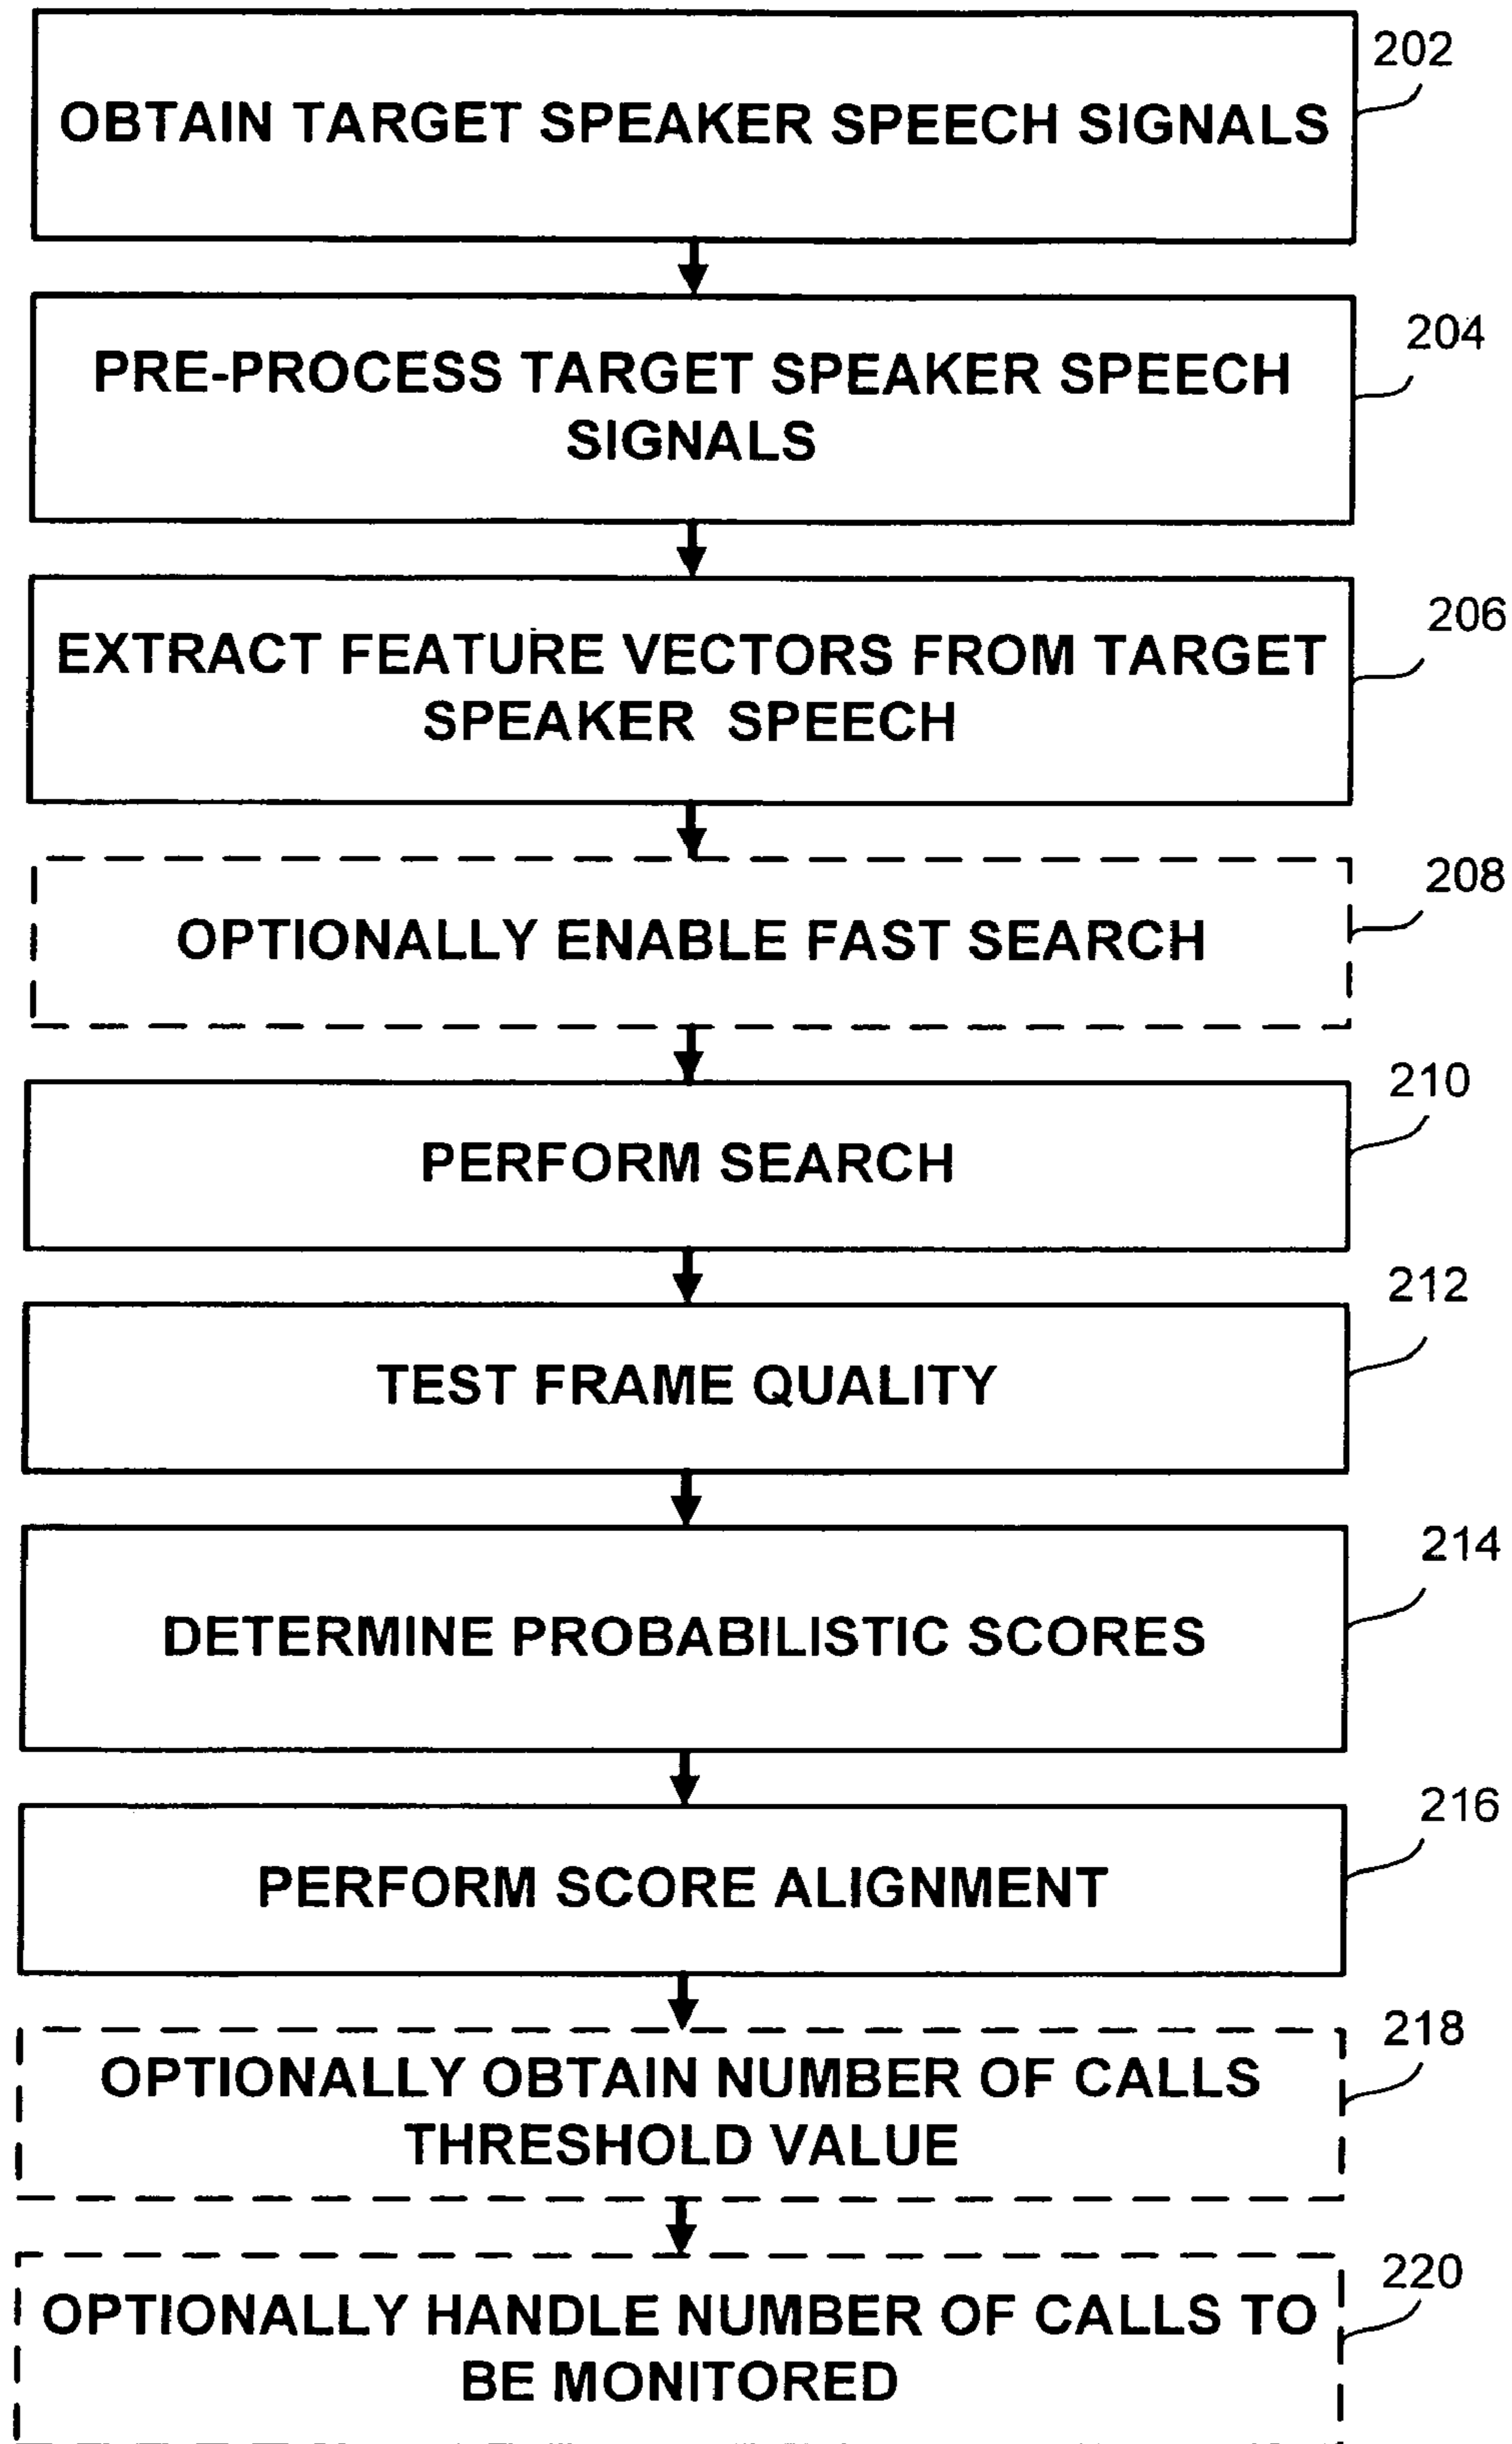 202
OBTAIN TARGET SPEAKER SPEECH SIGNALS
204
PRE-PROCESS TARGET SPEAKER SPEECH
SIGNALS
206
EXTRACT FEATURE VECTORS FROM TARGET
SPEAKER SPEECH
208
OPTIONALLY ENABLE FAST SEARCH
210
PERFORM SEARCH
212
TEST FRAME QUALITY
214
DETERMINE PROBABILISTIC SCORES
216
PERFORM SCORE ALIGNMENT
218
OPTIONALLY OBTAIN NUMBER OF CALLS
THRESHOLD VALUE
220
OPTIONALLY HANDLE NUMBER OF CALLS TO
BE MONITORED